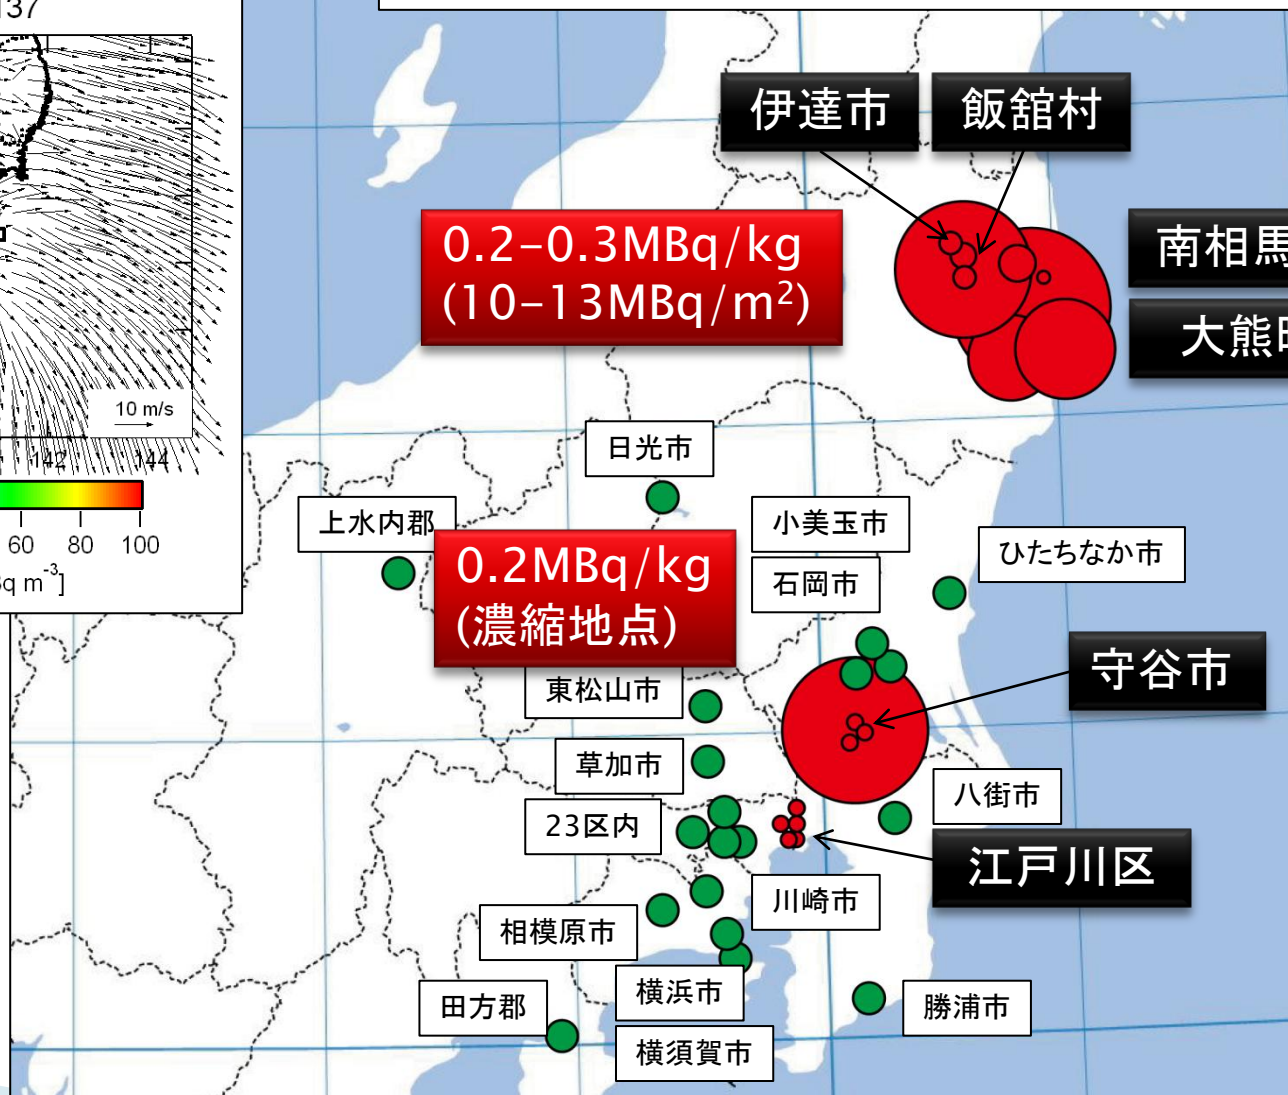 137
10 m/s
142
144
60
80
100
Bq m⁻³]
伊達市
飯舘村
0.2-0.3MBq/kg
(10-13MBq/m²)
南相馬
大熊町
日光市
上水内郡
小美玉市
石岡市
ひたちなか市
0.2MBq/kg
(濃縮地点)
東松山市
守谷市
草加市
23区内
八街市
江戸川区
川崎市
相模原市
横浜市
田方郡
勝浦市
横須賀市